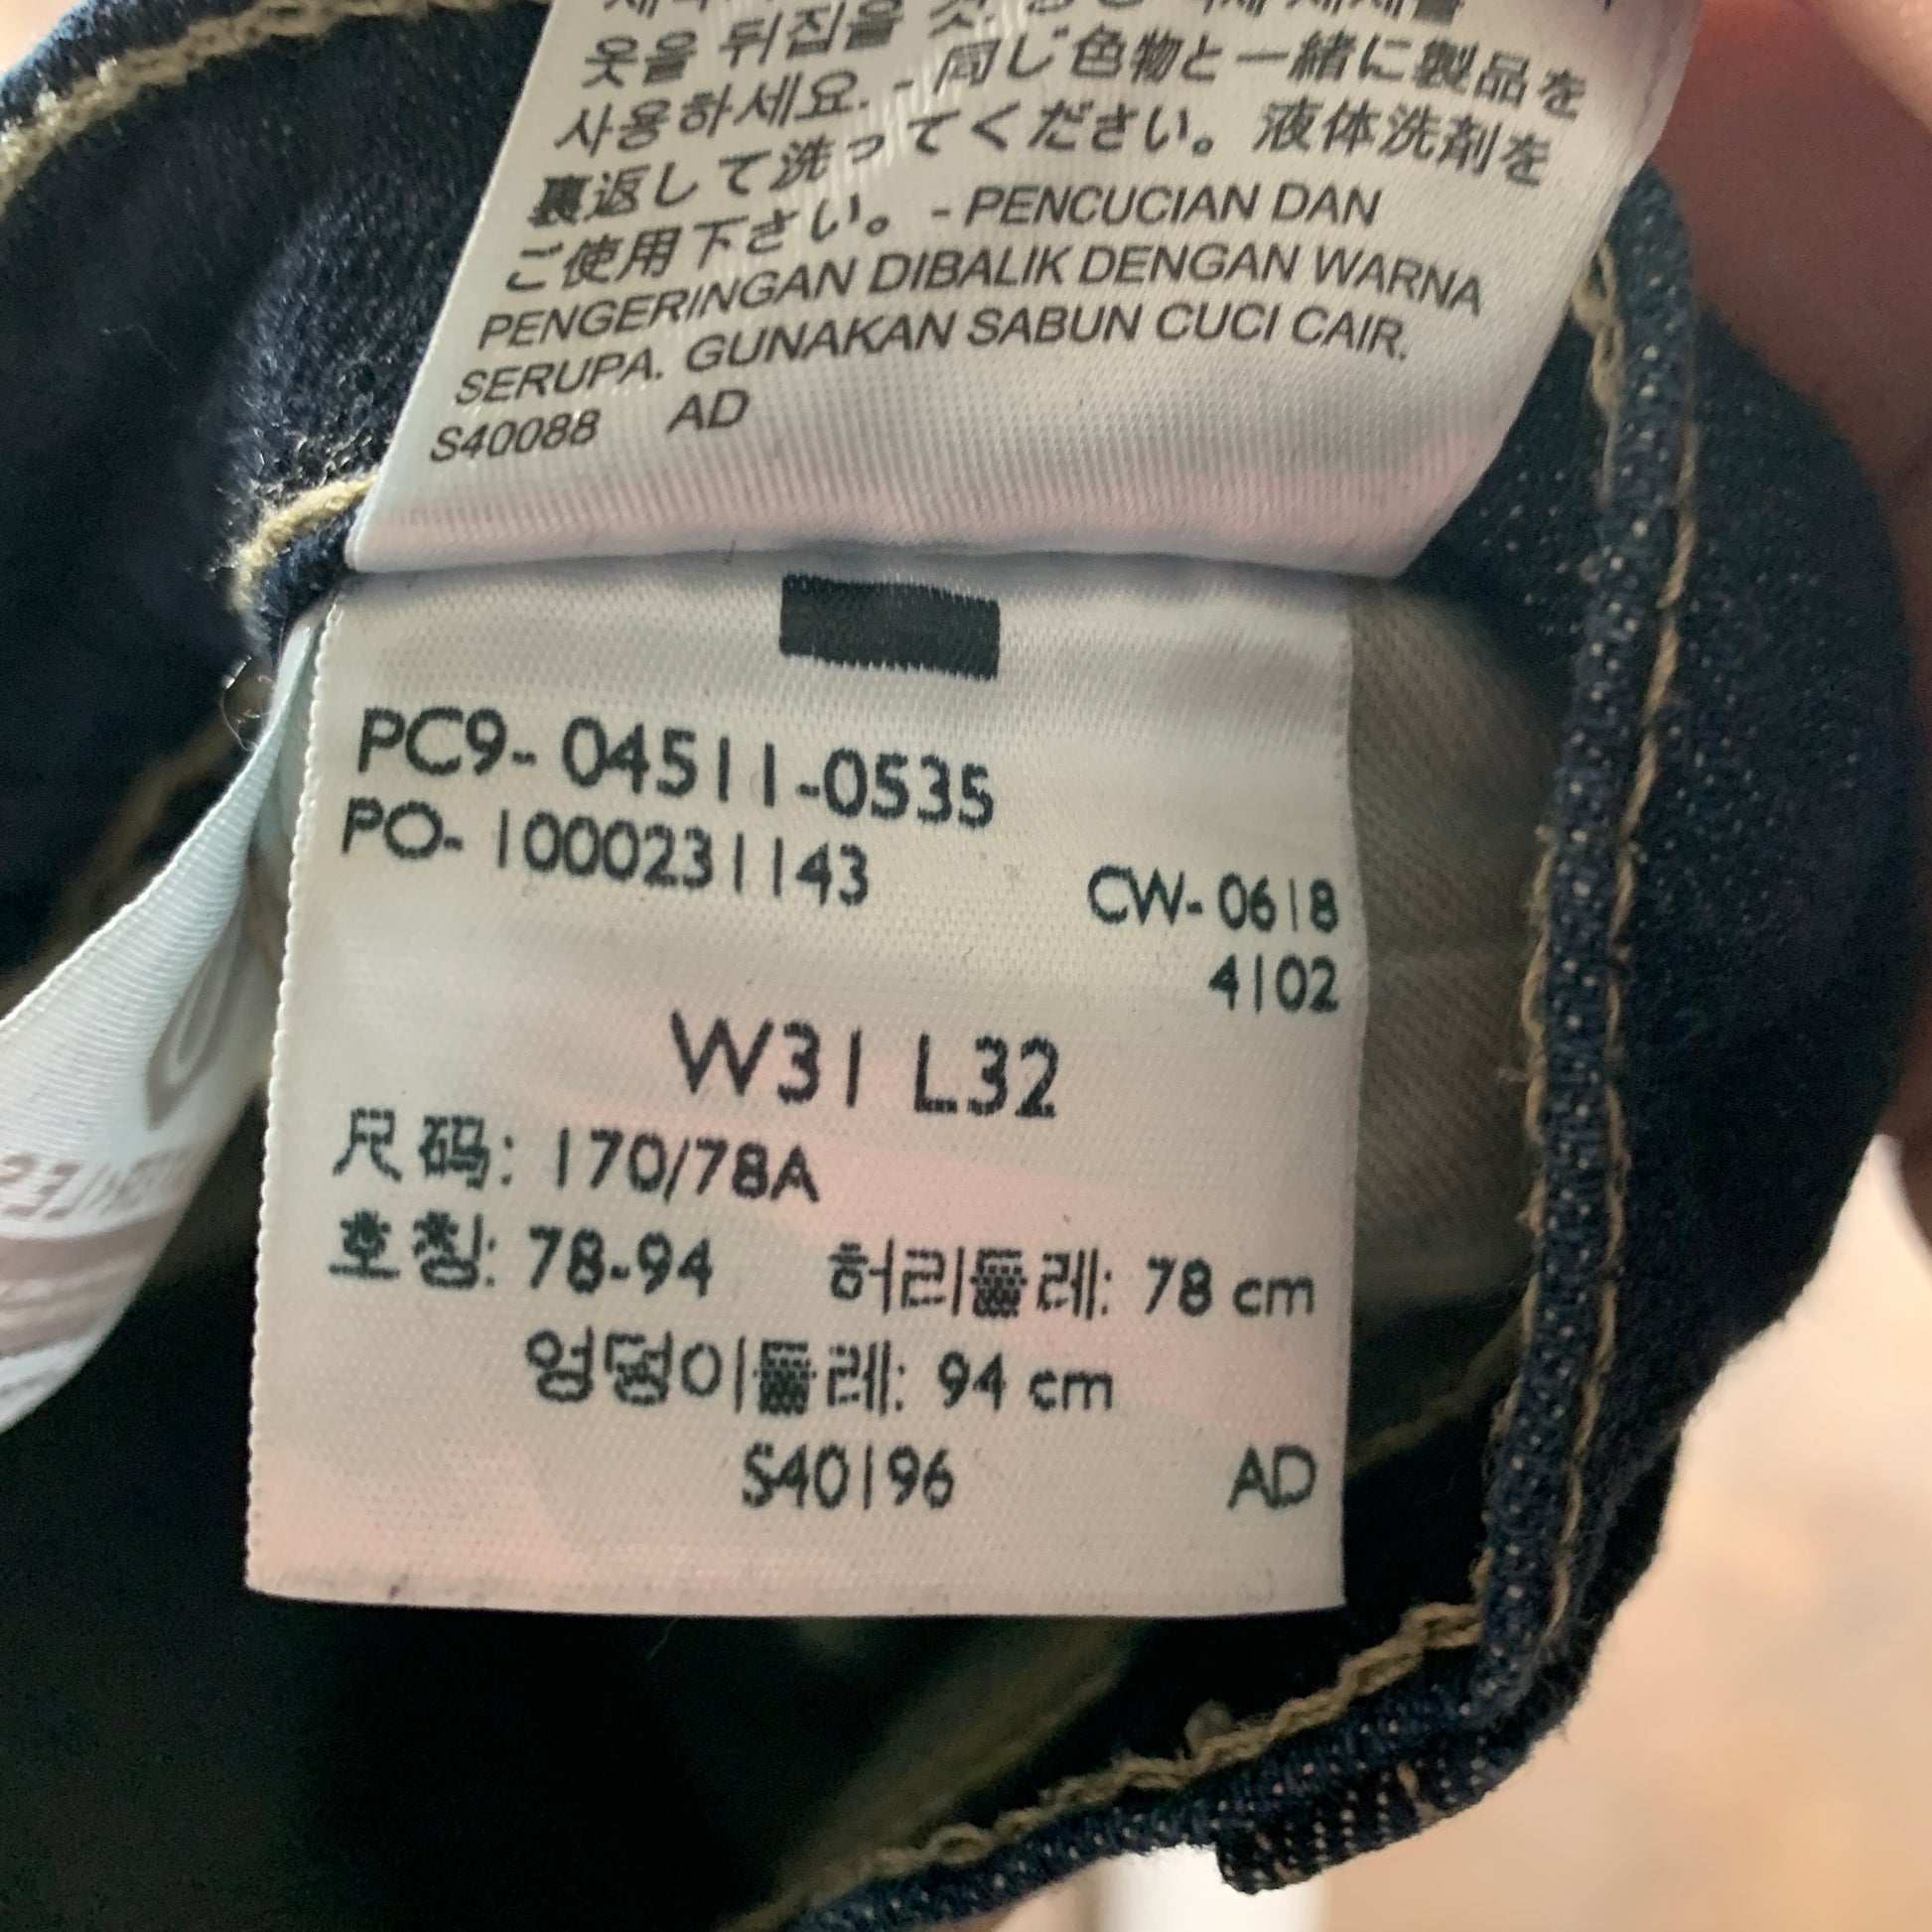 옷을 뒤집을
사용하세요. - 同じ色物と一緒に製品を
裏返して洗ってください。液体洗剤を
ご使用下さい。 - PENCUCIAN DAN
PENGERINGAN DIBALIK DENGAN WARNA
SERUPA. GUNAKAN SABUN CUCI CAIR.
S40088 AD
PC9- 04511-0535
PO- 1000231143
CW- 0618
4102
W31 L32
尺码: 170/78A
호칭: 78-94 허리둘레: 78 cm
엉덩이둘레: 94 cm
S40196 AD